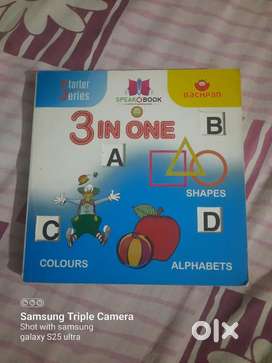 Starter
Series
SPEAK O BOOK
BACHPAN
3 IN ONE
B
A
SHAPES
C
D
COLOURS
ALPHABETS
Samsung Triple Camera
Shot with samsung
galaxy S25 ultra
olx